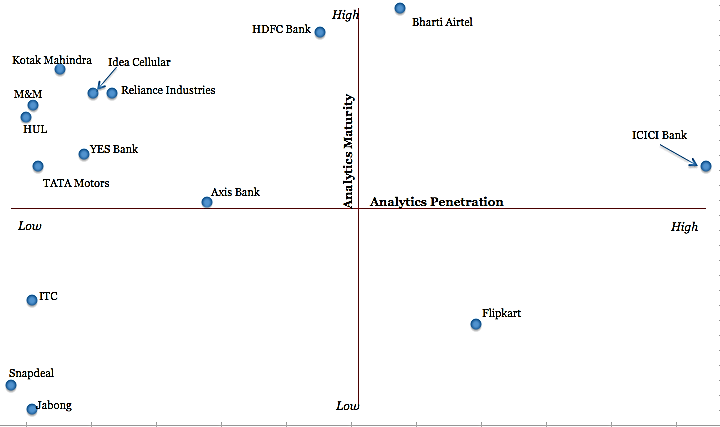 High
Bharti Airtel
HDFC Bank
Kotak Mahindra
Idea Cellular
Reliance Industries
M&M
HUL
Analytics Maturity
ICICI Bank
YES Bank
TATA Motors
Axis Bank
Analytics Penetration
Low
High
ITC
Flipkart
Snapdeal
Jabong
Low